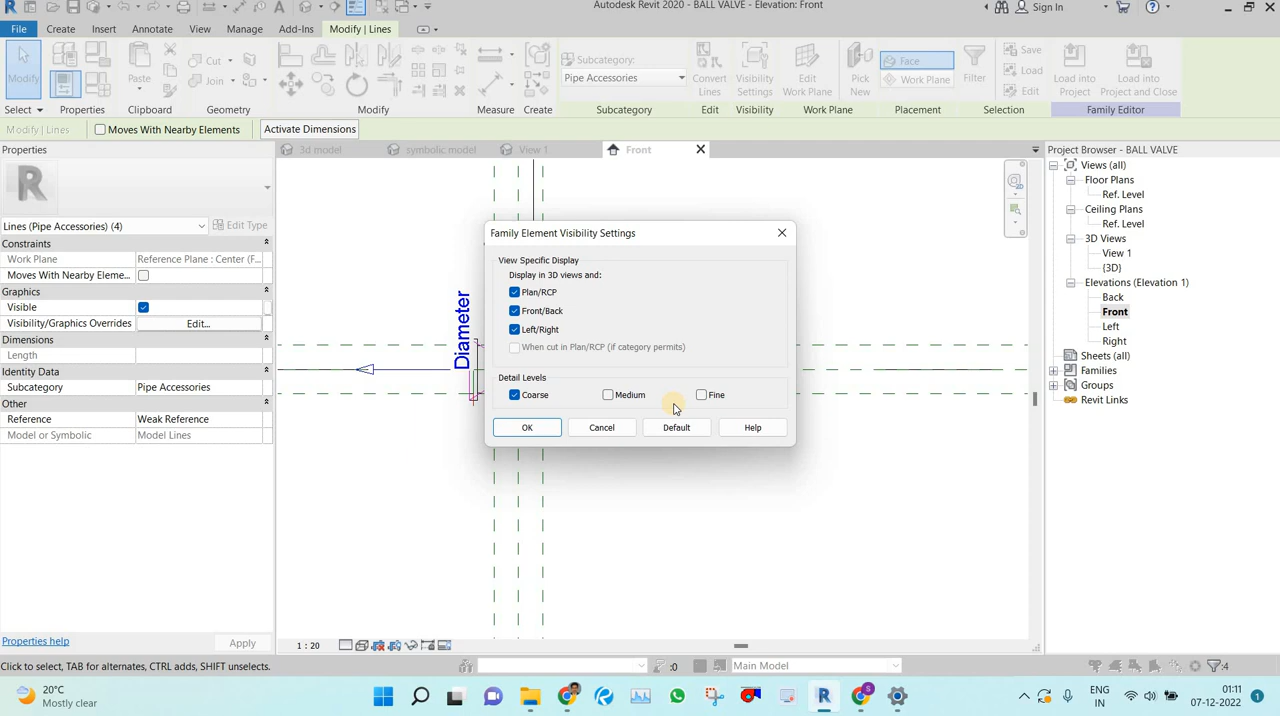 Autodesk Revit 2020 - BALL VALVE - Elevation: Front
Sign In
File Create Insert Annotate View Manage Add-Ins Modify | Lines
Modify
Paste
Cut
Join
Convert Lines
Visibility Settings
Edit Work Plane
Pick New
Face
Work Plane
Filter
Save
Load
Edit
Load into Project
Load into Project and Close
Subcategory:
Pipe Accessories
Select Properties Clipboard Geometry Modify Measure Create Subcategory Edit Visibility Work Plane Placement Selection Family Editor
Modify | Lines Moves With Nearby Elements Activate Dimensions
Properties
3d model symbolic model View 1 Front
Project Browser - BALL VALVE
R
Lines (Pipe Accessories) (4) Edit Type
Constraints
Work Plane Reference Plane : Center (F...
Moves With Nearby Eleme...
Graphics
Visible
Visibility/Graphics Overrides Edit...
Dimensions
Length
Identity Data
Subcategory Pipe Accessories
Other
Reference Weak Reference
Model or Symbolic Model Lines
Properties help Apply
Diameter
Family Element Visibility Settings
View Specific Display
Display in 3D views and:
Plan/RCP
Front/Back
Left/Right
When cut in Plan/RCP (if category permits)
Detail Levels
Coarse Medium Fine
OK Cancel Default Help
Views (all)
Floor Plans
Ref. Level
Ceiling Plans
Ref. Level
3D Views
View 1
{3D}
Elevations (Elevation 1)
Back
Front
Left
Right
Sheets (all)
Families
Groups
Revit Links
1 : 20
Click to select, TAB for alternates, CTRL adds, SHIFT unselects.
:0
Main Model
:4
20°C
Mostly clear
ENG
IN
01:11
07-12-2022